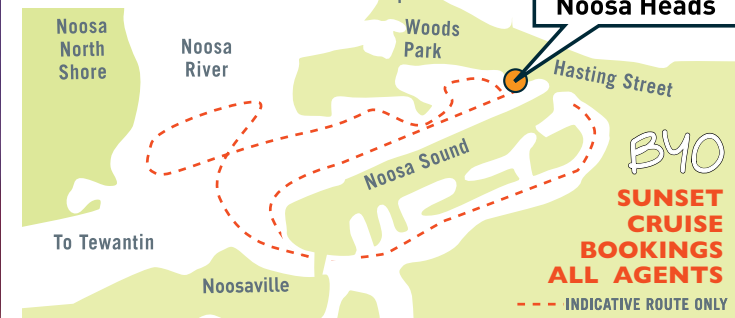 Noosa Heads
Noosa
North
Shore
Noosa
River
Woods
Park
Hasting Street
Noosa Sound
To Tewantin
Noosaville
BYO
SUNSET
CRUISE
BOOKINGS
ALL AGENTS
INDICATIVE ROUTE ONLY